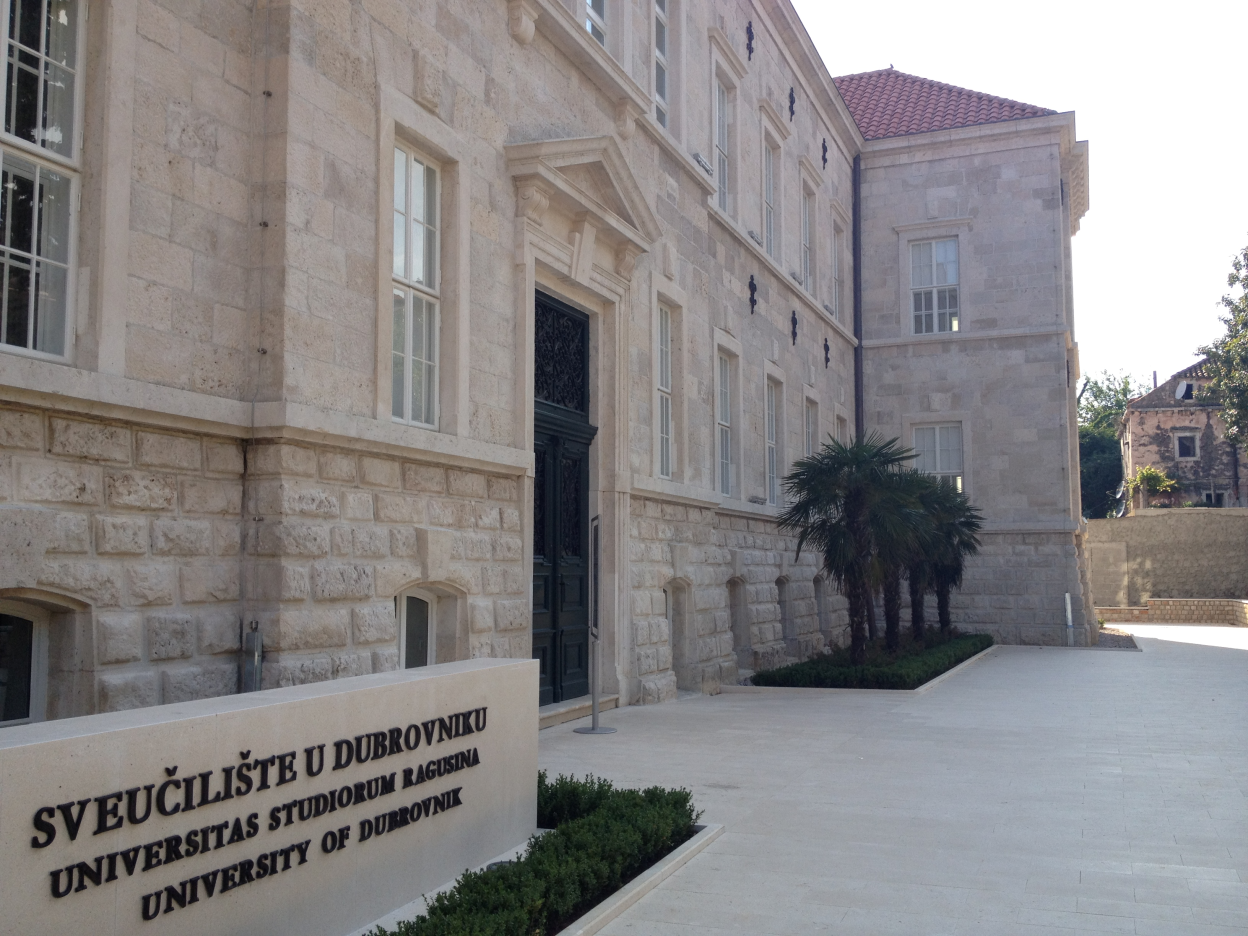 SVEUČILIŠTE U DUBROVNIKU
UNIVERSITAS STUDIORUM RAGUSINA
UNIVERSITY OF DUBROVNIK